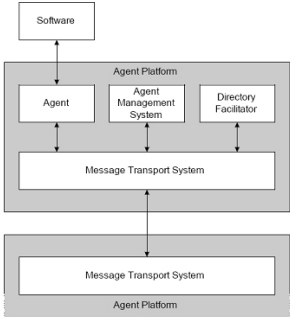 Software
Agent Platform
Agent
Agent
Management
System
Directory
Facilitator
Message Transport System
Message Transport System
Agent Platform